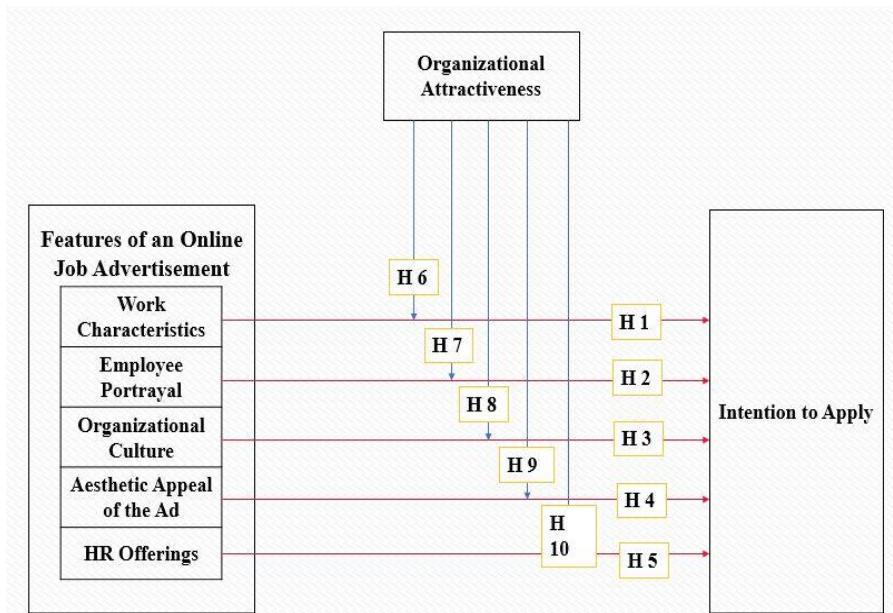 Organizational
Attractiveness
Features of an Online
Job Advertisement
H 6
Work
Characteristics
H 1
H 7
Employee
Portrayal
H 2
H 8
Organizational
Culture
H 3
Intention to Apply
H 9
Aesthetic Appeal
of the Ad
H 4
H
10
HR Offerings
H 5